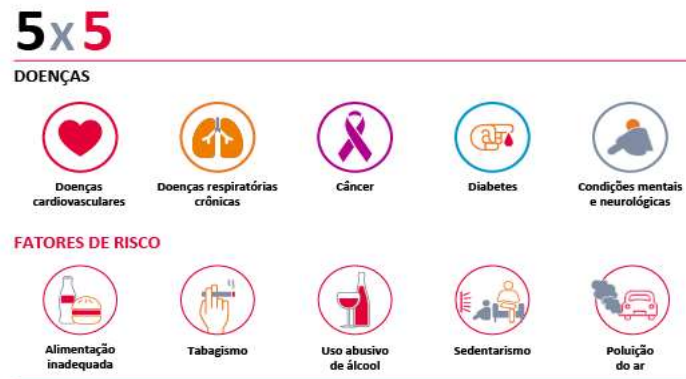 5x5
DOENÇAS
Doenças
cardiovasculares
Doenças respiratórias
crônicas
Câncer
Diabetes
Condições mentais
e neurológicas
FATORES DE RISCO
Alimentação
inadequada
Tabagismo
Uso abusivo
de álcool
Sedentarismo
Poluição
do ar